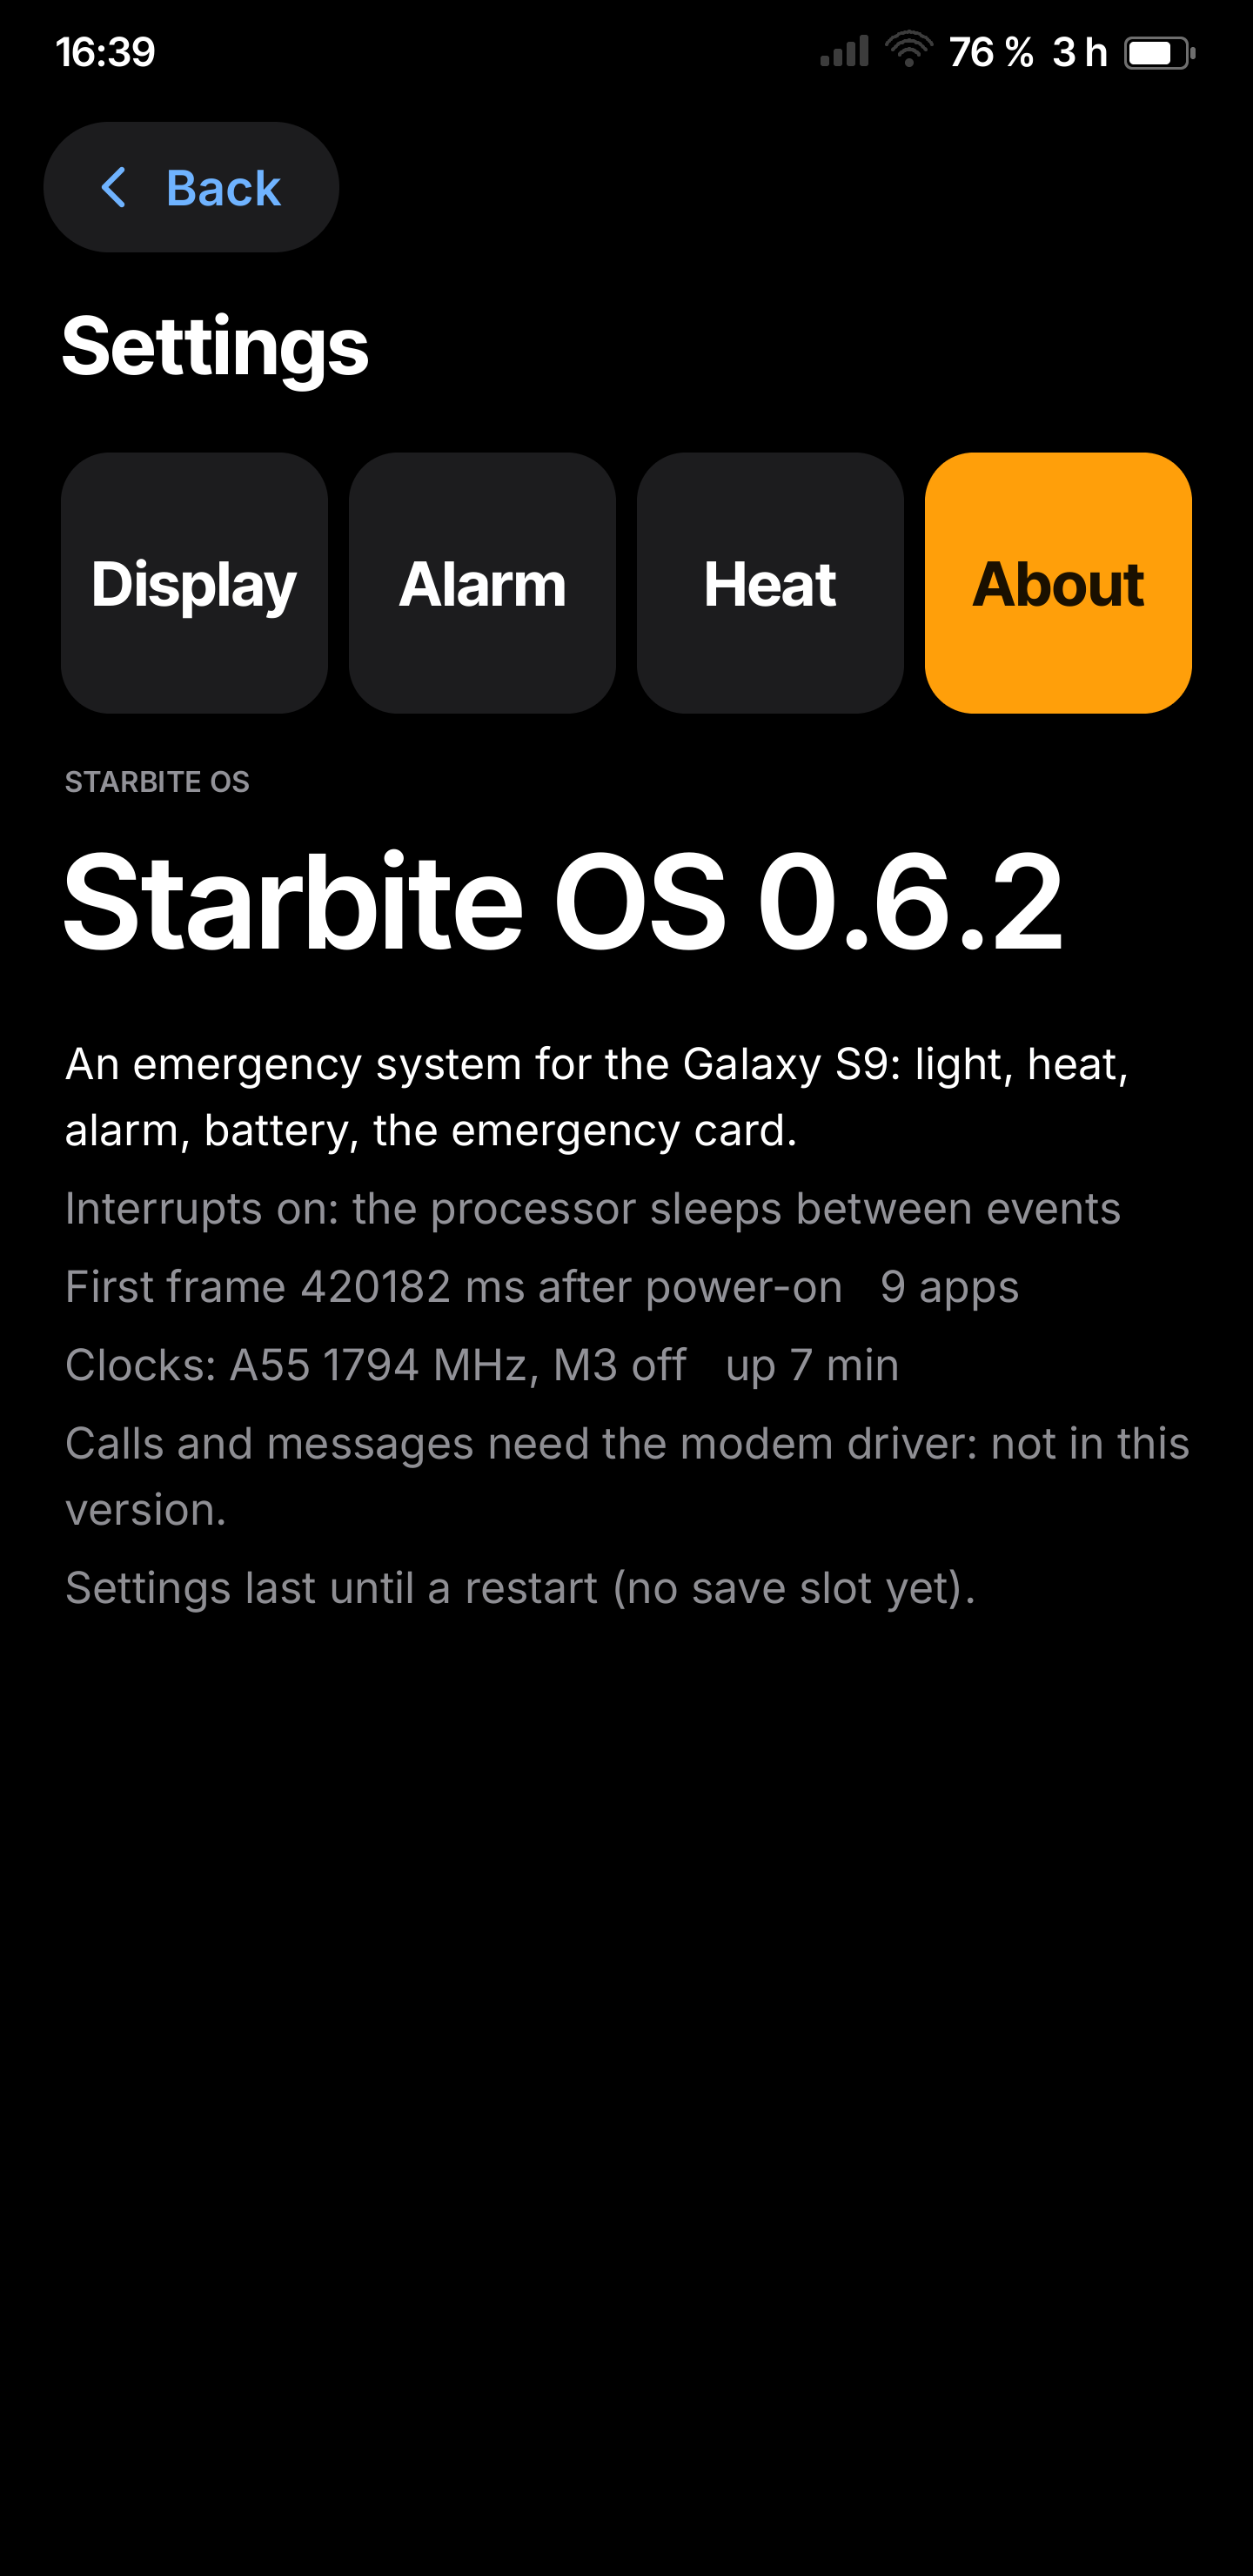 16:39 76 % 3 h
Back
Settings
Display Alarm Heat About
STARBITE OS
Starbite OS 0.6.2
An emergency system for the Galaxy S9: light, heat,
alarm, battery, the emergency card.
Interrupts on: the processor sleeps between events
First frame 420182 ms after power-on 9 apps
Clocks: A55 1794 MHz, M3 off up 7 min
Calls and messages need the modem driver: not in this
version.
Settings last until a restart (no save slot yet).